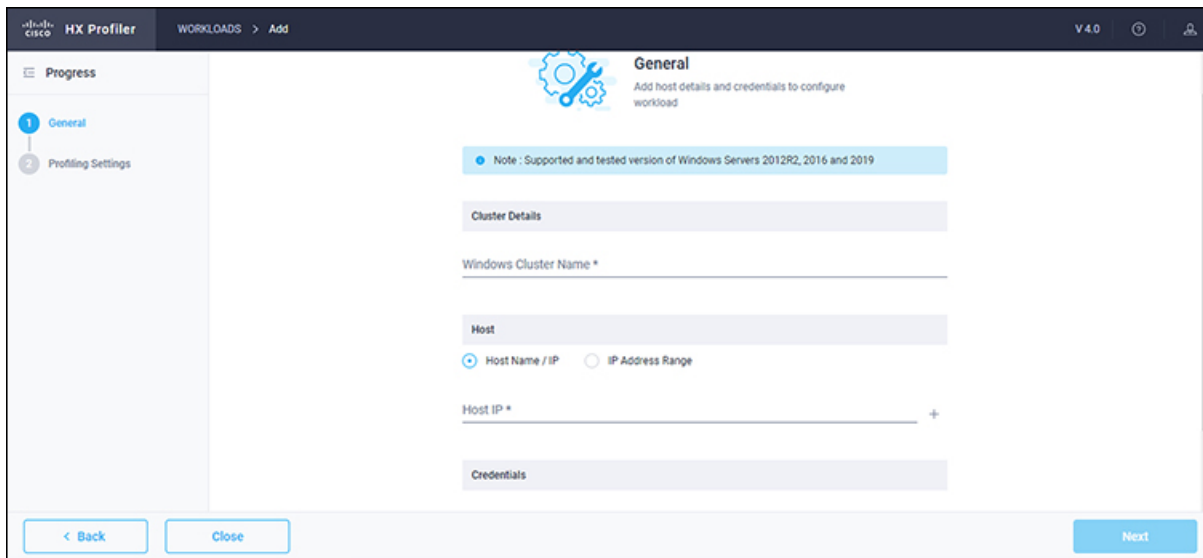 cisco HX Profiler WORKLOADS > Add V 4.0
Progress
1 General
2 Profiling Settings
General
Add host details and credentials to configure
workload
Note : Supported and tested version of Windows Servers 2012R2, 2016 and 2019
Cluster Details
Windows Cluster Name *
Host
Host Name / IP IP Address Range
Host IP * +
Credentials
< Back Close Next